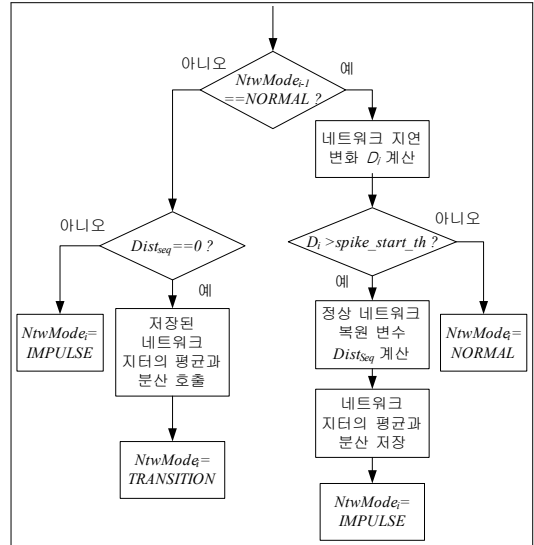 아니오
예
NtwMode_{i-1}
==NORMAL ?
네트워크 지연
변화 D_i 계산
아니오
Dist_{seq}==0 ?
예
D_i >spike_start_th ?
아니오
예
NtwMode_i=
IMPULSE
저장된
네트워크
지터의 평균과
분산 호출
정상 네트워크
복원 변수
Dist_{Seq} 계산
NtwMode_i=
NORMAL
네트워크
지터의 평균과
분산 저장
NtwMode_i=
TRANSITION
NtwMode_i=
IMPULSE